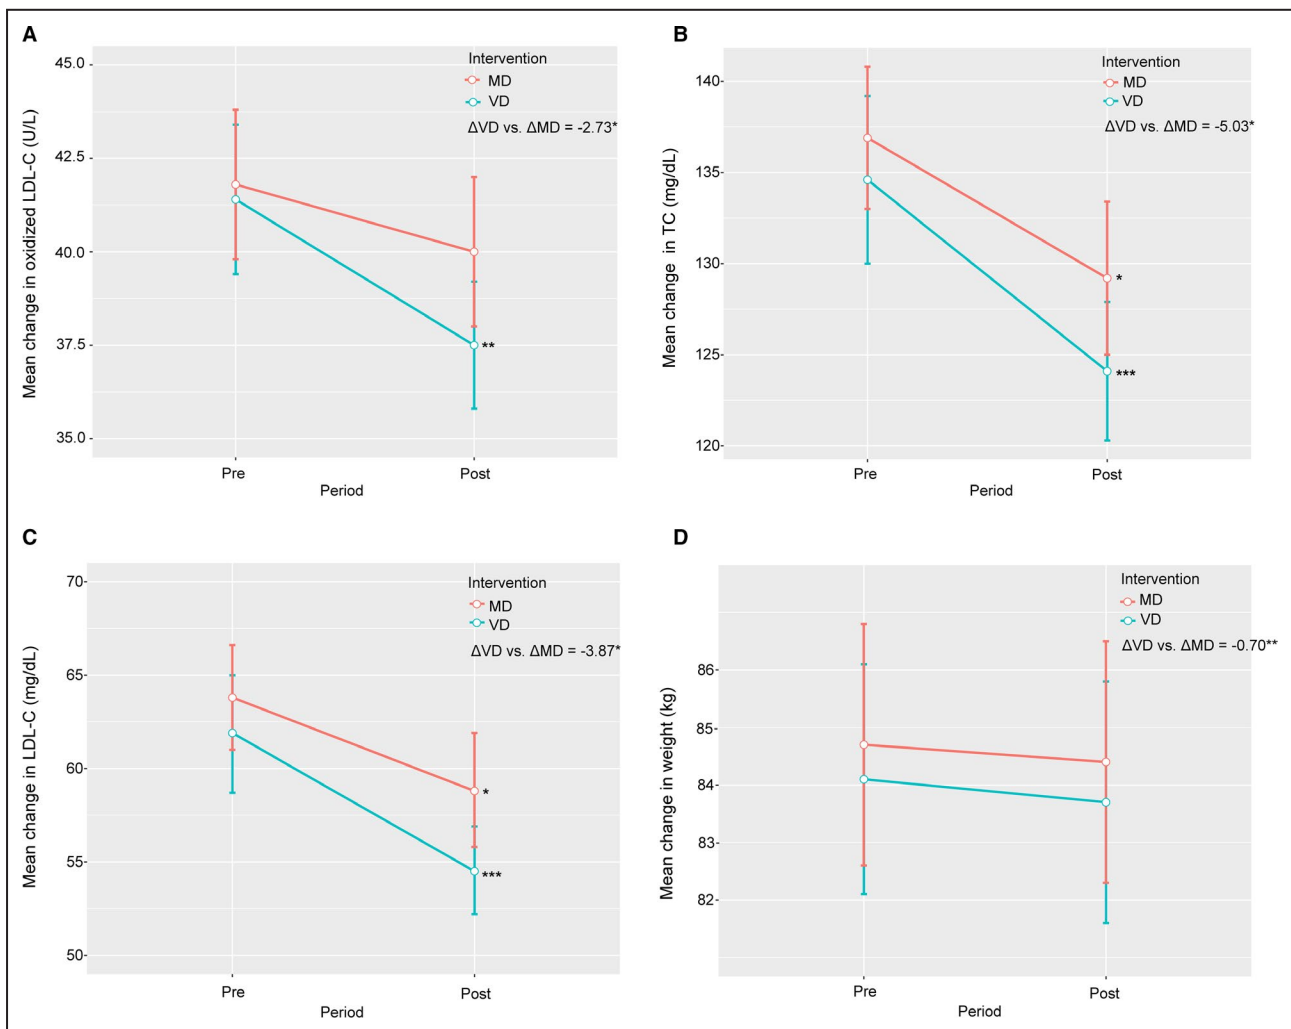 A
Mean change in oxidized LDL-C (U/L)
45.0
42.5
40.0
37.5
35.0
Intervention
MD
VD
ΔVD vs. ΔMD = -2.73*
**
Pre
Post
Period
B
Mean change in TC (mg/dL)
140
135
130
125
120
Intervention
MD
VD
ΔVD vs. ΔMD = -5.03*
*
***
Pre
Post
Period
C
Mean change in LDL-C (mg/dL)
70
65
60
55
50
Intervention
MD
VD
ΔVD vs. ΔMD = -3.87*
*
***
Pre
Post
Period
D
Mean change in weight (kg)
86
85
84
83
82
Intervention
MD
VD
ΔVD vs. ΔMD = -0.70**
Pre
Post
Period